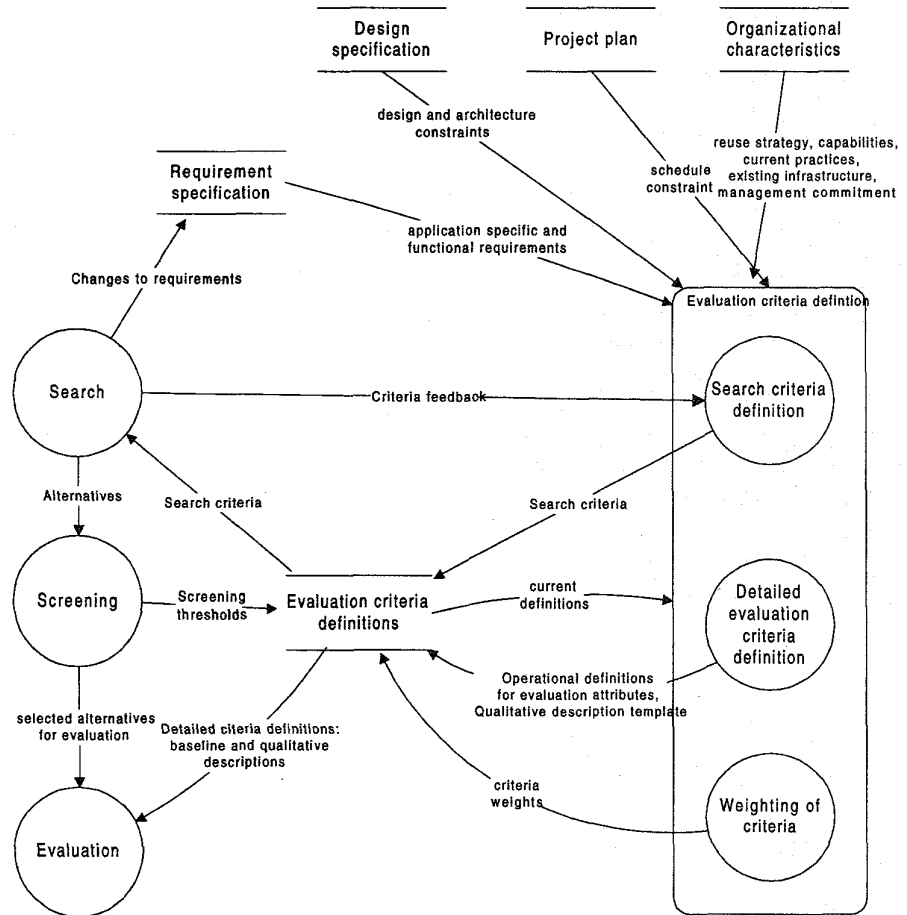 Design
specification
Project plan
Organizational
characteristics
design and architecture
constraints
reuse strategy, capabilities,
current practices,
existing infrastructure,
management commitment
schedule
constraint
Requirement
specification
application specific and
functional requirements
Changes to requirements
Evaluation criteria defintion
Search
Criteria feedback
Search criteria
definition
Alternatives
Search criteria
Search criteria
Screening
Screening
thresholds
Evaluation criteria
definitions
current
definitions
Detailed
evaluation
criteria
definition
Operational definitions
for evaluation attributes,
Qualitative description template
selected alternatives
for evaluation
Detailed criteria definitions:
baseline and qualitative
descriptions
criteria
weights
Weighting of
criteria
Evaluation